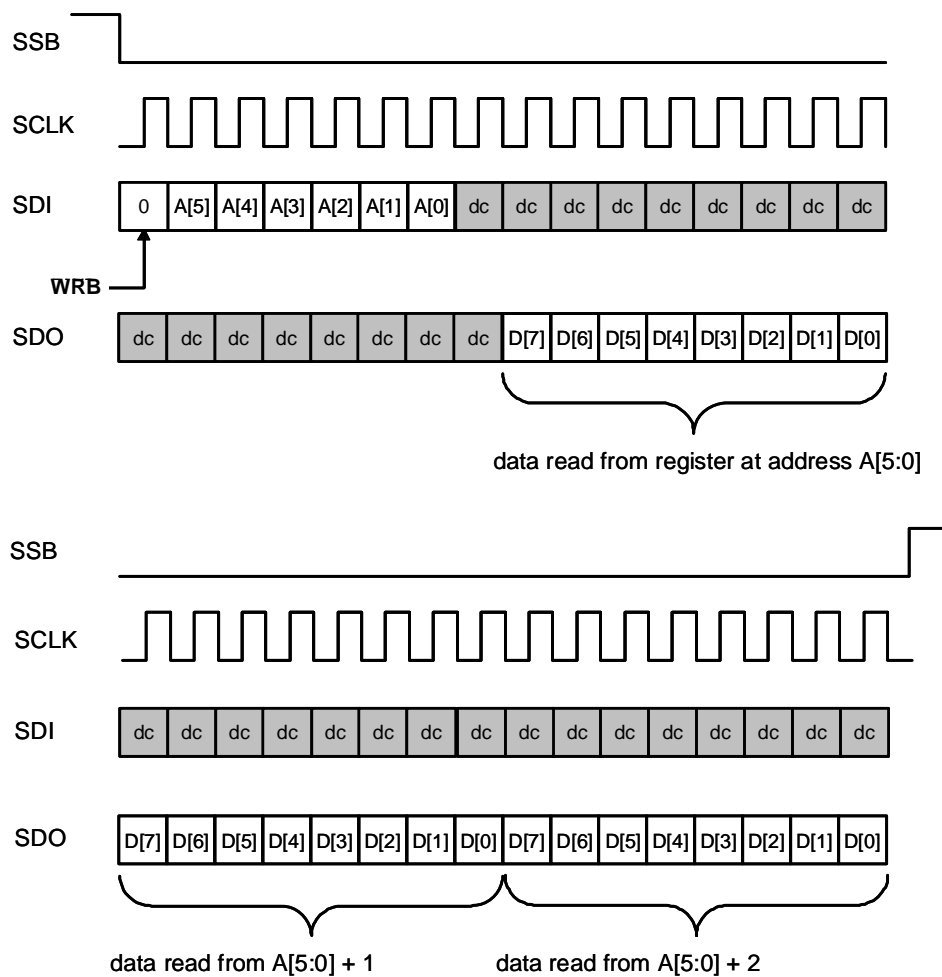 SSB
SCLK
SDI 0 A[5] A[4] A[3] A[2] A[1] A[0] dc dc dc dc dc dc dc dc dc
WRB
SDO dc dc dc dc dc dc dc dc D[7] D[6] D[5] D[4] D[3] D[2] D[1] D[0]
data read from register at address A[5:0]
SSB
SCLK
SDI dc dc dc dc dc dc dc dc dc dc dc dc dc dc dc dc
SDO D[7] D[6] D[5] D[4] D[3] D[2] D[1] D[0] D[7] D[6] D[5] D[4] D[3] D[2] D[1] D[0]
data read from A[5:0] + 1 data read from A[5:0] + 2